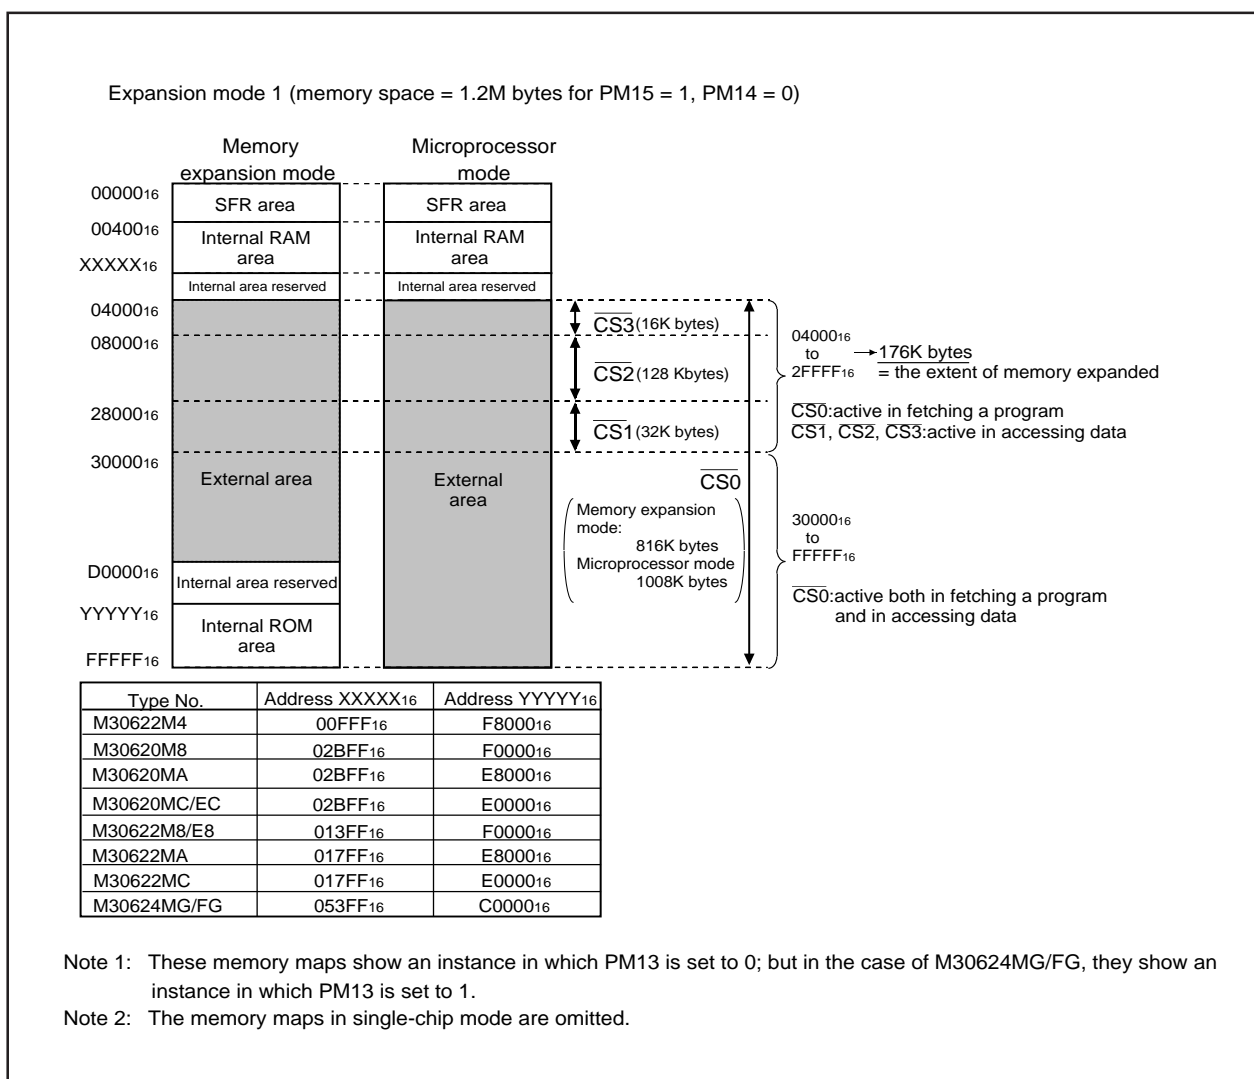 Expansion mode 1 (memory space = 1.2M bytes for PM15 = 1, PM14 = 0)
Memory expansion mode
Microprocessor mode
0000016
0040016
XXXXX16
0400016
0800016
2800016
3000016
D000016
YYYYY16
FFFFF16
SFR area
Internal RAM area
Internal area reserved
External area
Internal area reserved
Internal ROM area
SFR area
Internal RAM area
Internal area reserved
External area
CS3 (16K bytes)
CS2 (128 Kbytes)
CS1 (32K bytes)
CS0
Memory expansion
mode:
816K bytes
Microprocessor mode
1008K bytes
0400016
to
2FFFF16
→176K bytes
= the extent of memory expanded
CS0:active in fetching a program
CS1, CS2, CS3:active in accessing data
3000016
to
FFFFF16
CS0:active both in fetching a program
and in accessing data
Type No. Address XXXXX16 Address YYYYY16
M30622M4 00FFF16 F800016
M30620M8 02BFF16 F000016
M30620MA 02BFF16 E800016
M30620MC/EC 02BFF16 E000016
M30622M8/E8 013FF16 F000016
M30622MA 017FF16 E800016
M30622MC 017FF16 E000016
M30624MG/FG 053FF16 C000016
Note 1: These memory maps show an instance in which PM13 is set to 0; but in the case of M30624MG/FG, they show an
instance in which PM13 is set to 1.
Note 2: The memory maps in single-chip mode are omitted.